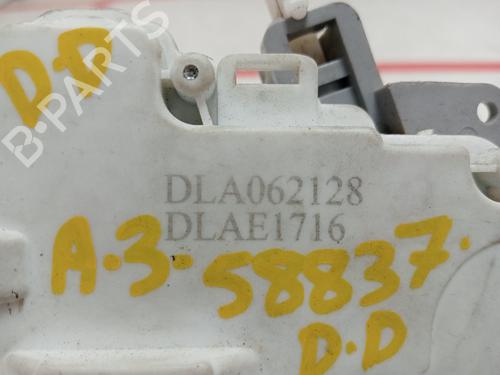 D.D
B-PARTS
DLA062128
DLAE1716
A.3-58837.
D.D